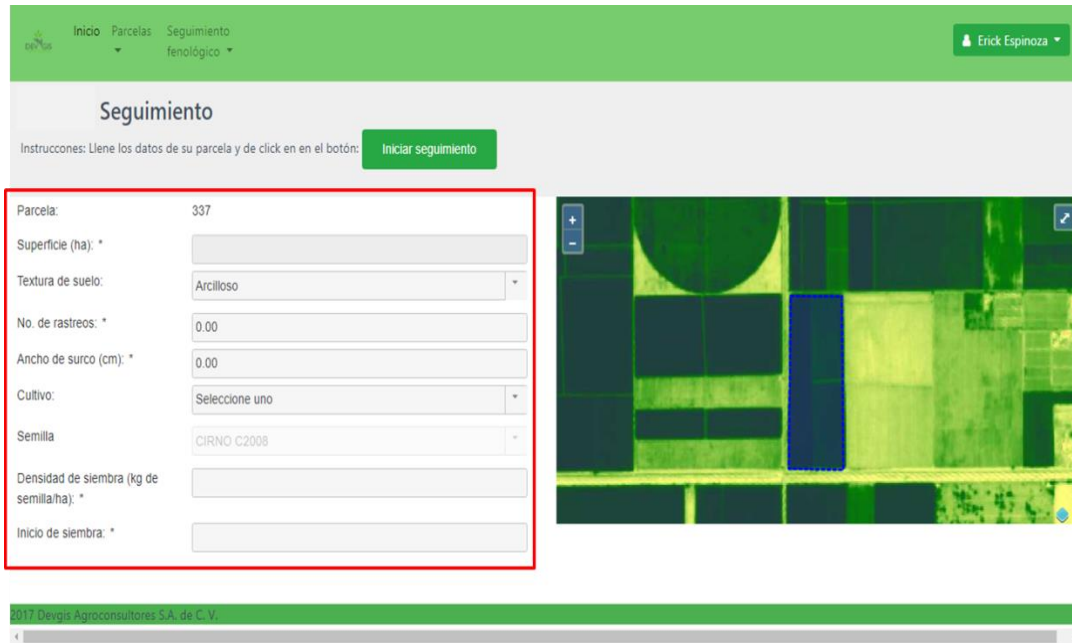 DEVGIS
Inicio Parcelas Seguimiento fenológico
Erick Espinoza
Seguimiento
Instruccones: Llene los datos de su parcela y de click en en el botón: Iniciar seguimiento
Parcela: 337
Superficie (ha): *
Textura de suelo: Arcilloso
No. de rastreos: * 0.00
Ancho de surco (cm): * 0.00
Cultivo: Seleccione uno
Semilla CIRNO C2008
Densidad de siembra (kg de
semilla/ha): *
Inicio de siembra: *
+
−
2017 Devgis Agroconsultores S.A. de C. V.